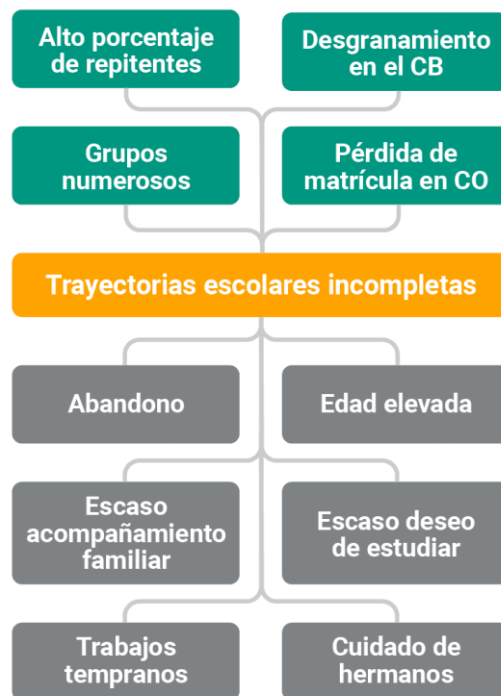 Alto porcentaje
de repitentes
Desgranamiento
en el CB
Grupos
numerosos
Pérdida de
matrícula en CO
Trayectorias escolares incompletas
Abandono
Edad elevada
Escaso
acompañamiento
familiar
Escaso deseo
de estudiar
Trabajos
tempranos
Cuidado de
hermanos